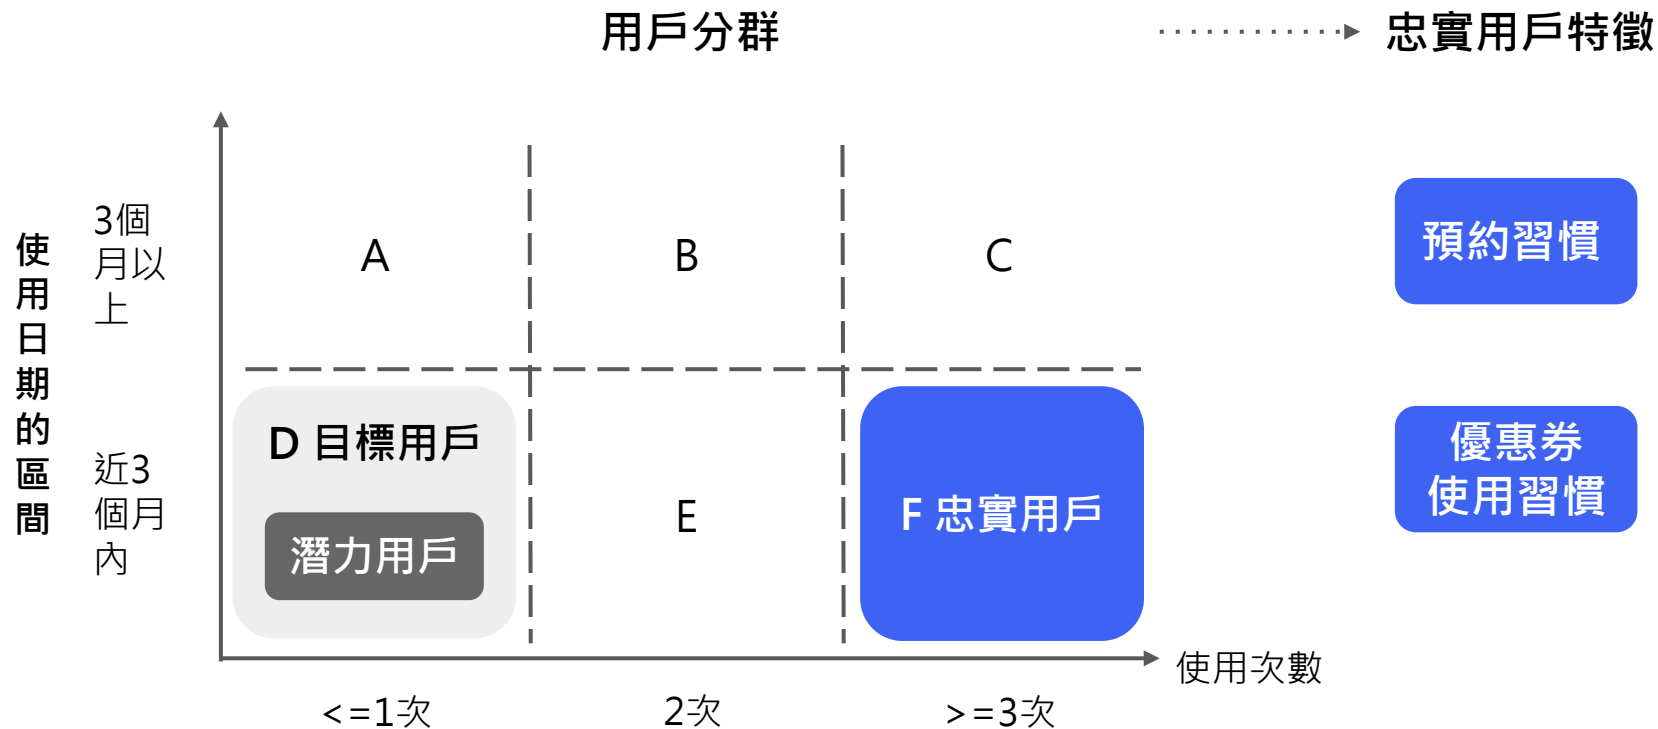 用戶分群
忠實用戶特徵
使用日期的區間
3個
月以
上
A
B
C
預約習慣
近3
個月
內
D 目標用戶
潛力用戶
E
F 忠實用戶
優惠券
使用習慣
使用次數
<=1次
2次
>=3次